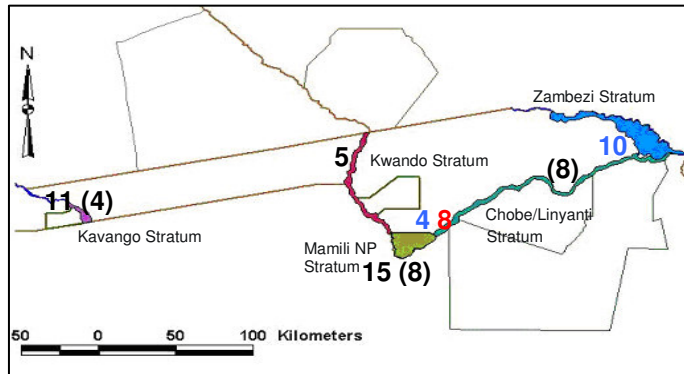 N
Zambezi Stratum
10
5
Kwando Stratum
(8)
11 (4)
Kavango Stratum
4 8
Chobe/Linyanti
Stratum
Mamili NP
Stratum
15 (8)
50 0 50 100 Kilometers